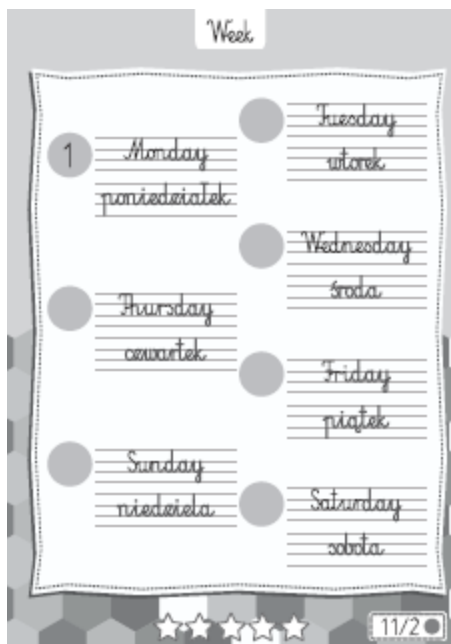 Week
1
Monday
poniedziałek
Tuesday
wtorek
Wednesday
środa
Thursday
czwartek
Friday
piątek
Saturday
sobota
Sunday
niedziela
11/2